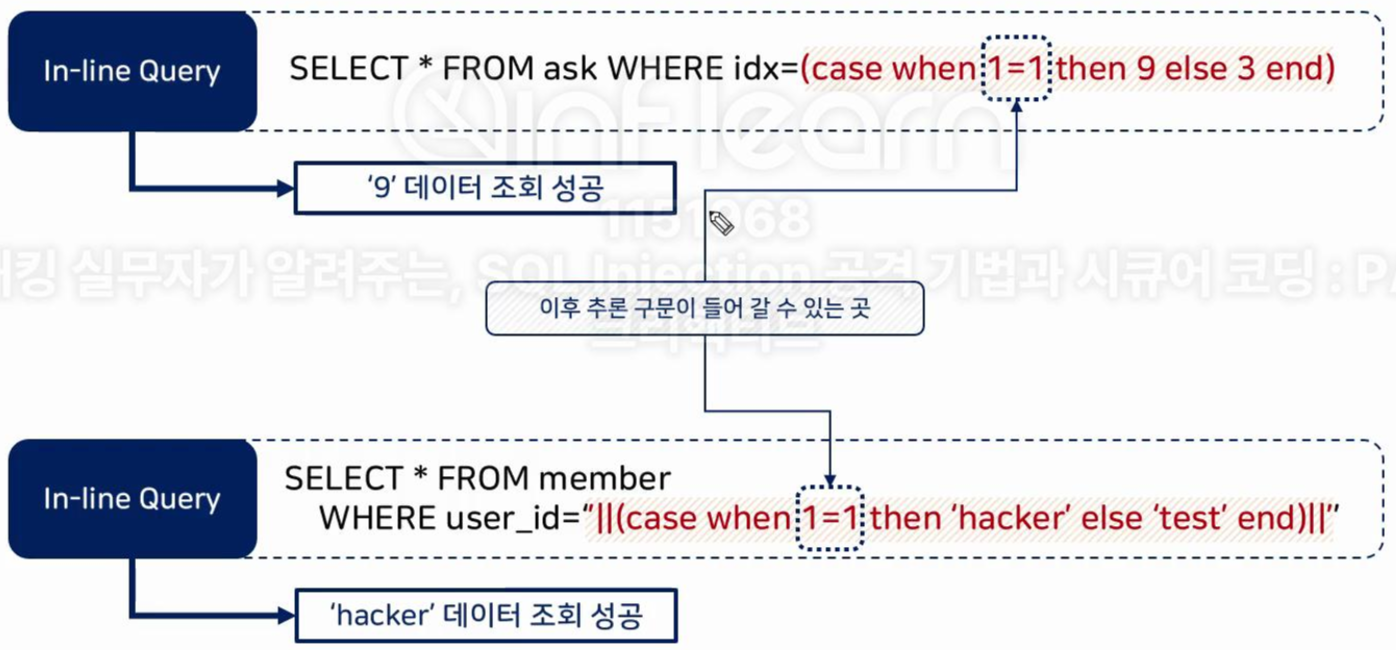 In-line Query
SELECT * FROM ask WHERE idx=(case when 1=1 then 9 else 3 end)
inflearn
‘9’ 데이터 조회 성공
1151068
킹 실무자가 알려주는, SQL Injection 공격 기법과 시큐어 코딩 : PA
이후 추론 구문이 들어 갈 수 있는 곳
In-line Query
SELECT * FROM member
WHERE user_id=‘’||(case when 1=1 then ‘hacker’ else ‘test’ end)||’’
‘hacker’ 데이터 조회 성공